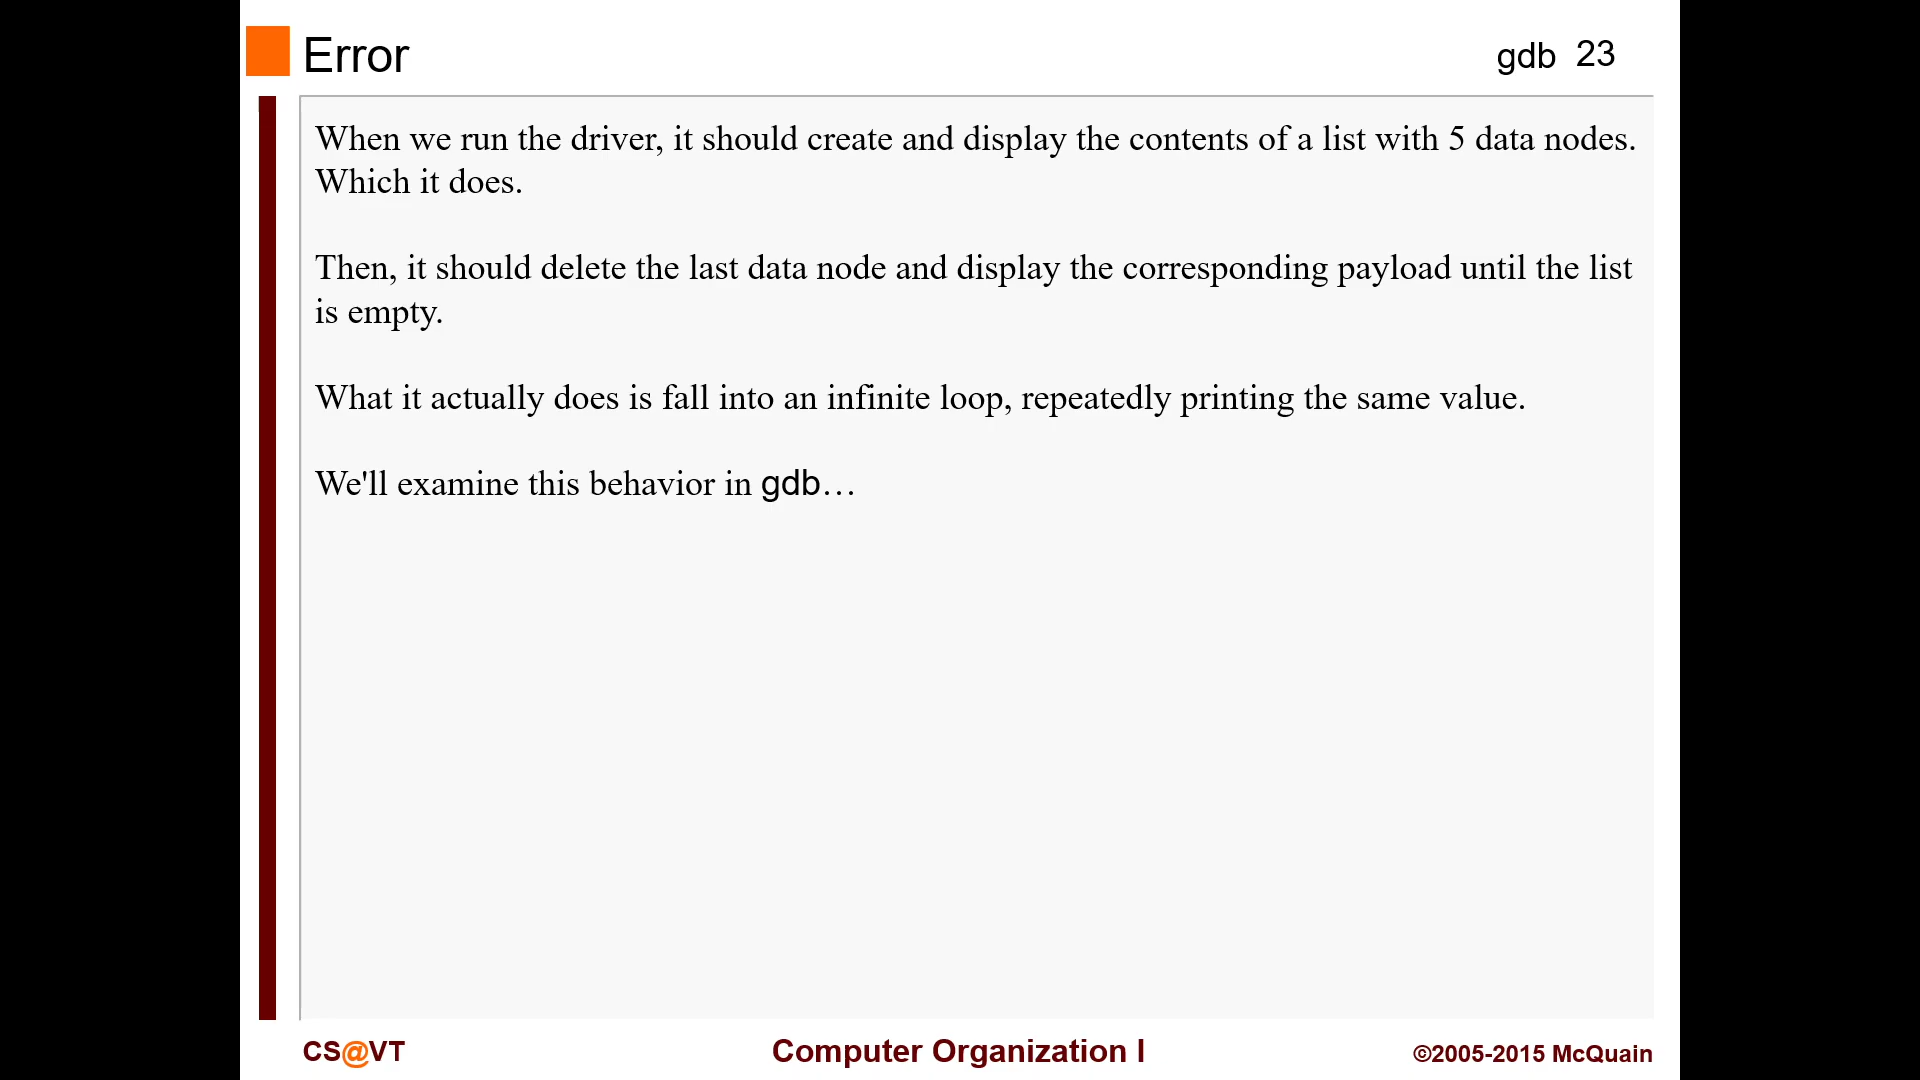 Error
gdb 23
When we run the driver, it should create and display the contents of a list with 5 data nodes.
Which it does.
Then, it should delete the last data node and display the corresponding payload until the list
is empty.
What it actually does is fall into an infinite loop, repeatedly printing the same value.
We'll examine this behavior in gdb…
CS@VT
Computer Organization I
©2005-2015 McQuain